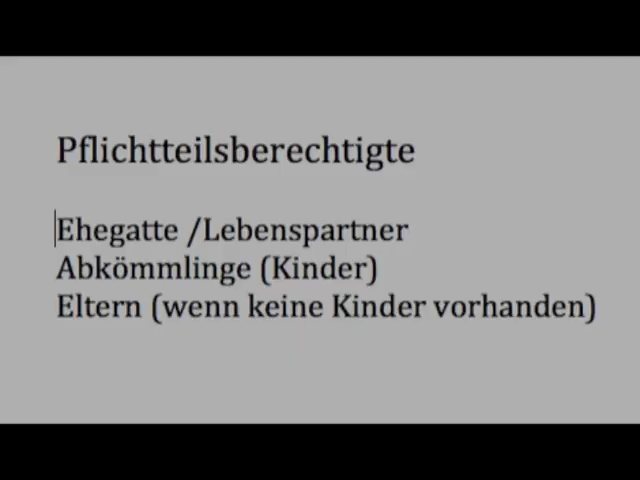 Pflichtteilsberechtigte
Ehegatte /Lebenspartner
Abkömmlinge (Kinder)
Eltern (wenn keine Kinder vorhanden)